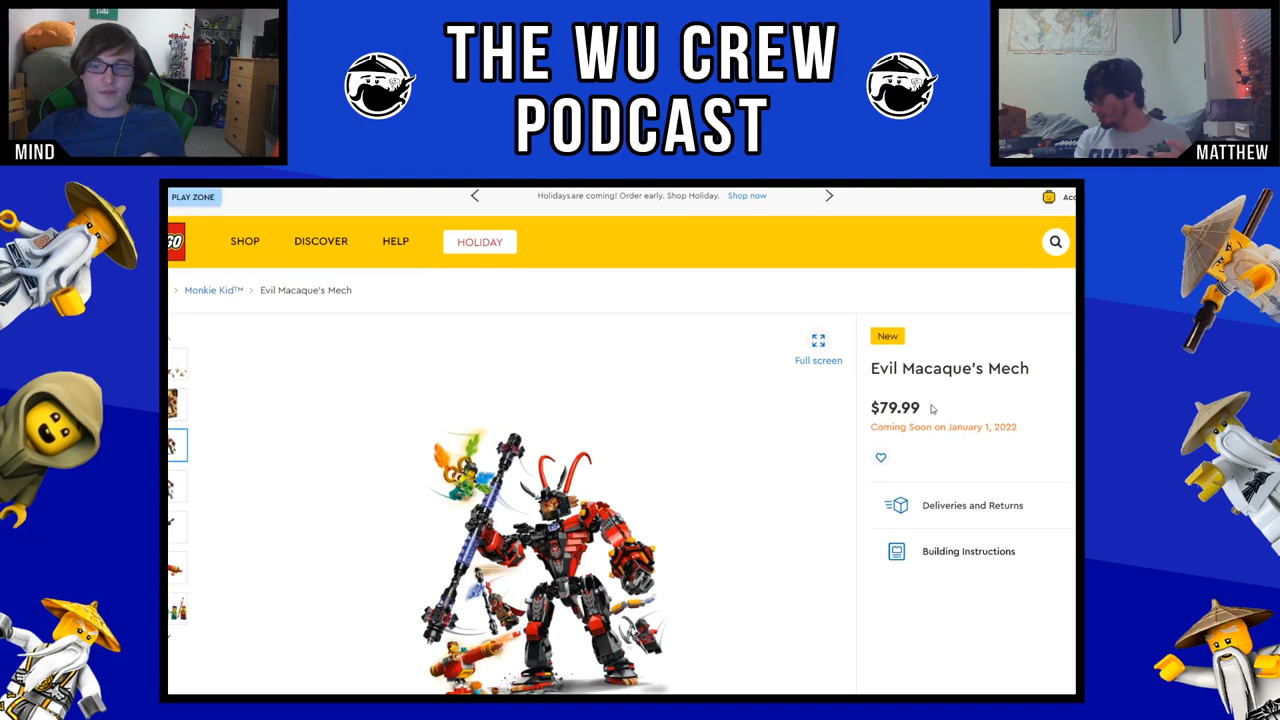 THE WU CREW
PODCAST
MIND
MATTHEW
PLAY ZONE
Holidays are coming! Order early. Shop Holiday. Shop now
SHOP
DISCOVER
HELP
HOLIDAY
> Monkie Kid™ > Evil Macaque's Mech
Full screen
New
Evil Macaque's Mech
$79.99
Coming Soon on January 1, 2022
Deliveries and Returns
Building Instructions